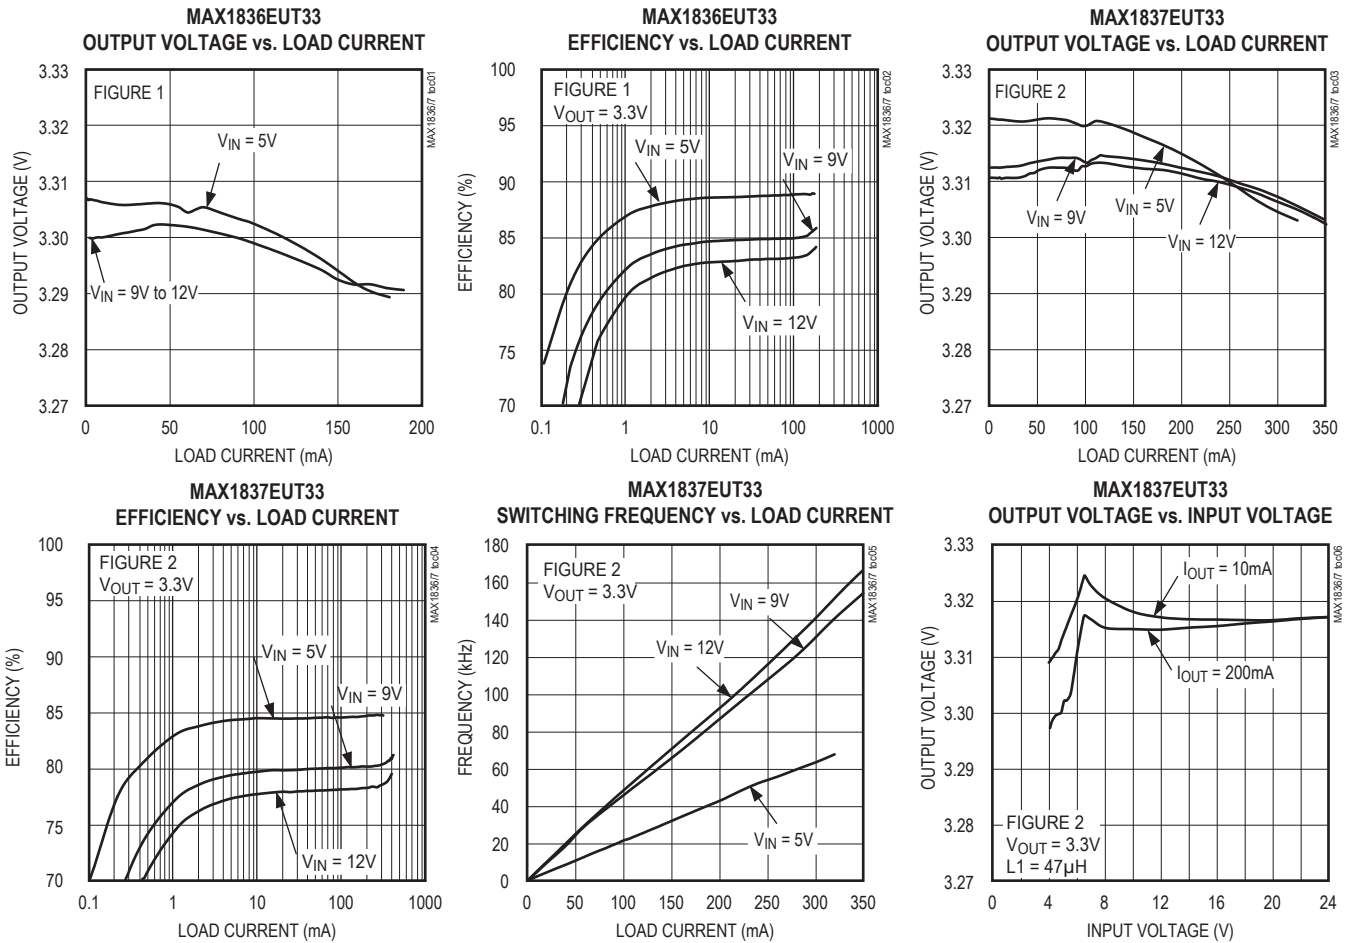 MAX1836EUT33
OUTPUT VOLTAGE vs. LOAD CURRENT
3.33
3.32
3.31
3.30
3.29
3.28
3.27
OUTPUT VOLTAGE (V)
FIGURE 1
VIN = 5V
VIN = 9V to 12V
0 50 100 150 200
LOAD CURRENT (mA)
MAX1836/7 toc01
MAX1836EUT33
EFFICIENCY vs. LOAD CURRENT
100
95
90
85
80
75
70
EFFICIENCY (%)
FIGURE 1
VOUT = 3.3V
VIN = 5V
VIN = 9V
VIN = 12V
0.1 1 10 100 1000
LOAD CURRENT (mA)
MAX1836/7 toc02
MAX1837EUT33
OUTPUT VOLTAGE vs. LOAD CURRENT
3.33
3.32
3.31
3.30
3.29
3.28
3.27
OUTPUT VOLTAGE (V)
FIGURE 2
VIN = 9V
VIN = 5V
VIN = 12V
0 50 100 150 200 250 300 350
LOAD CURRENT (mA)
MAX1836/7 toc03
MAX1837EUT33
EFFICIENCY vs. LOAD CURRENT
100
95
90
85
80
75
70
EFFICIENCY (%)
FIGURE 2
VOUT = 3.3V
VIN = 5V
VIN = 9V
VIN = 12V
0.1 1 10 100 1000
LOAD CURRENT (mA)
MAX1836/7 toc04
MAX1837EUT33
SWITCHING FREQUENCY vs. LOAD CURRENT
180
160
140
120
100
80
60
40
20
0
FREQUENCY (kHz)
FIGURE 2
VOUT = 3.3V
VIN = 9V
VIN = 12V
VIN = 5V
0 50 100 150 200 250 300 350
LOAD CURRENT (mA)
MAX1836/7 toc05
MAX1837EUT33
OUTPUT VOLTAGE vs. INPUT VOLTAGE
3.33
3.32
3.31
3.30
3.29
3.28
3.27
OUTPUT VOLTAGE (V)
IOUT = 10mA
IOUT = 200mA
FIGURE 2
VOUT = 3.3V
L1 = 47µH
0 4 8 12 16 20 24
INPUT VOLTAGE (V)
MAX1836/7 toc06